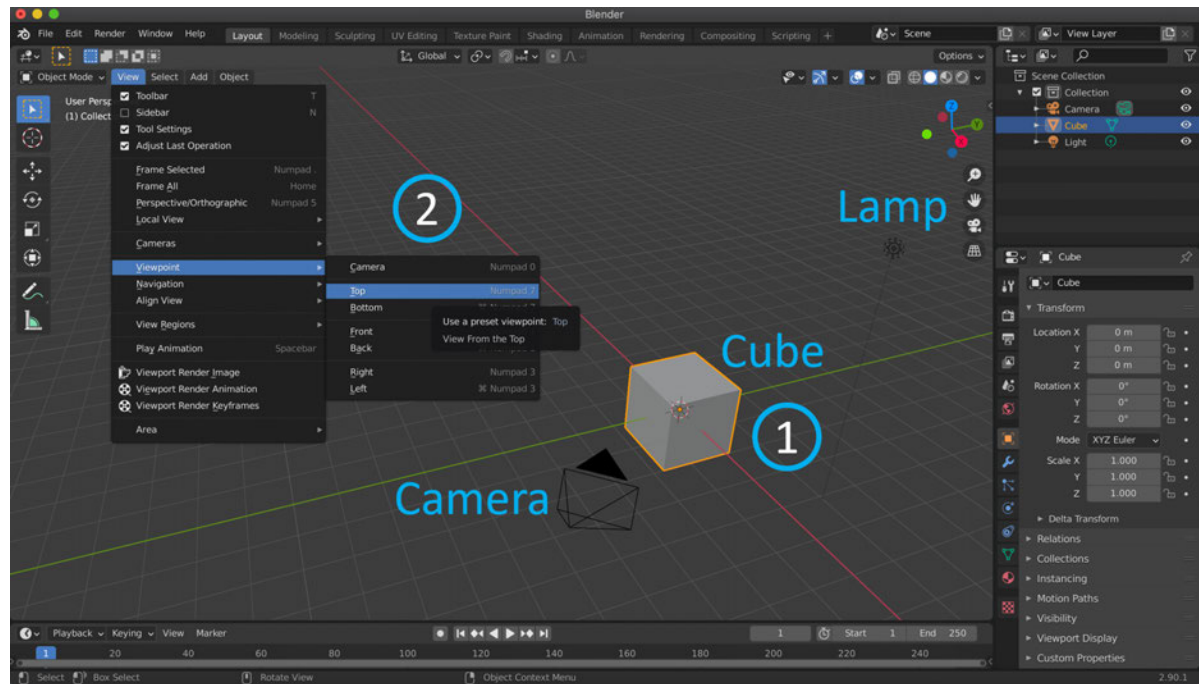 Blender
File Edit Render Window Help Layout Modeling Sculpting UV Editing Texture Paint Shading Animation Rendering Compositing Scripting + Scene View Layer
Global Options
Object Mode View Select Add Object
User Persp
(1) Collect
Toolbar T
Sidebar N
Tool Settings
Adjust Last Operation
Frame Selected Numpad .
Frame All Home
Perspective/Orthographic Numpad 5
Local View
Cameras
Viewpoint
Navigation
Align View
View Regions
Play Animation Spacebar
Viewport Render Image
Viewport Render Animation
Viewport Render Keyframes
Area
Camera Numpad 0
Top Numpad 7
Bottom
Front
Back
Right Numpad 3
Left ⌘ Numpad 3
Use a preset viewpoint: Top
View From the Top
2
Lamp
Cube
1
Camera
Z
Y
X
Scene Collection
Collection
Camera
Cube
Light
Cube
Cube
Transform
Location X 0 m
Y 0 m
Z 0 m
Rotation X 0°
Y 0°
Z 0°
Mode XYZ Euler
Scale X 1.000
Y 1.000
Z 1.000
Delta Transform
Relations
Collections
Instancing
Motion Paths
Visibility
Viewport Display
Custom Properties
Playback Keying View Marker 1 Start 1 End 250
1 20 40 60 80 100 120 140 160 180 200 220 240
Select Box Select Rotate View Object Context Menu 2.90.1